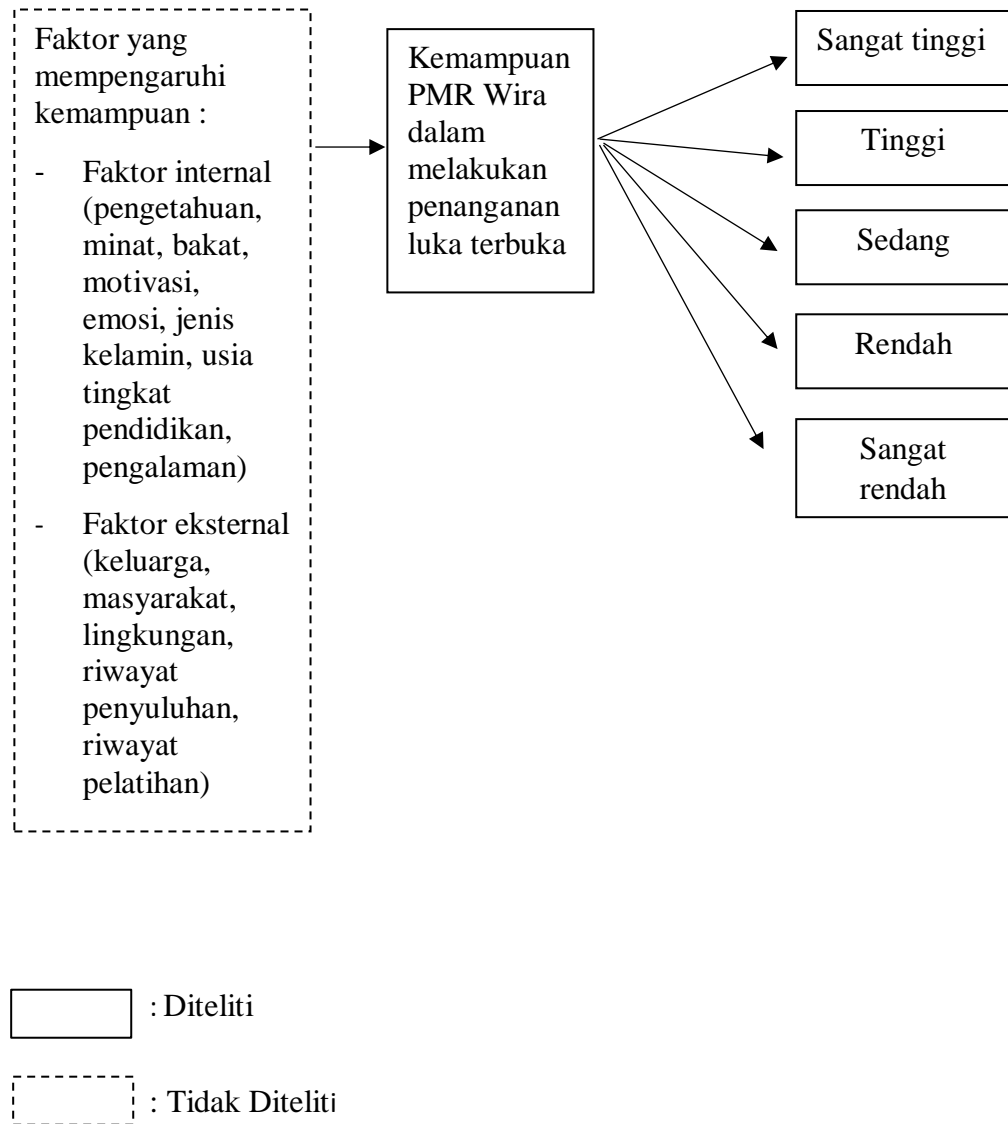 Faktor yang
mempengaruhi
kemampuan :
- Faktor internal
(pengetahuan,
minat, bakat,
motivasi,
emosi, jenis
kelamin, usia
tingkat
pendidikan,
pengalaman)
- Faktor eksternal
(keluarga,
masyarakat,
lingkungan,
riwayat
penyuluhan,
riwayat
pelatihan)
Kemampuan
PMR Wira
dalam
melakukan
penanganan
luka terbuka
Sangat tinggi
Tinggi
Sedang
Rendah
Sangat
rendah
: Diteliti
: Tidak Diteliti